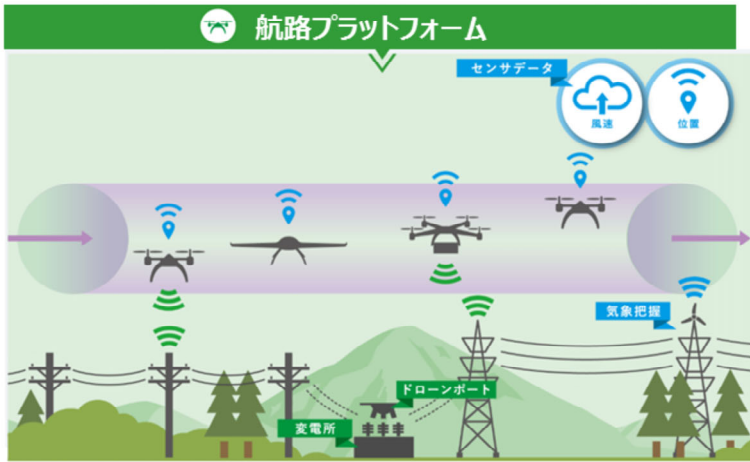 航路プラットフォーム
センサデータ
風速
位置
気象把握
ドローンポート
変電所